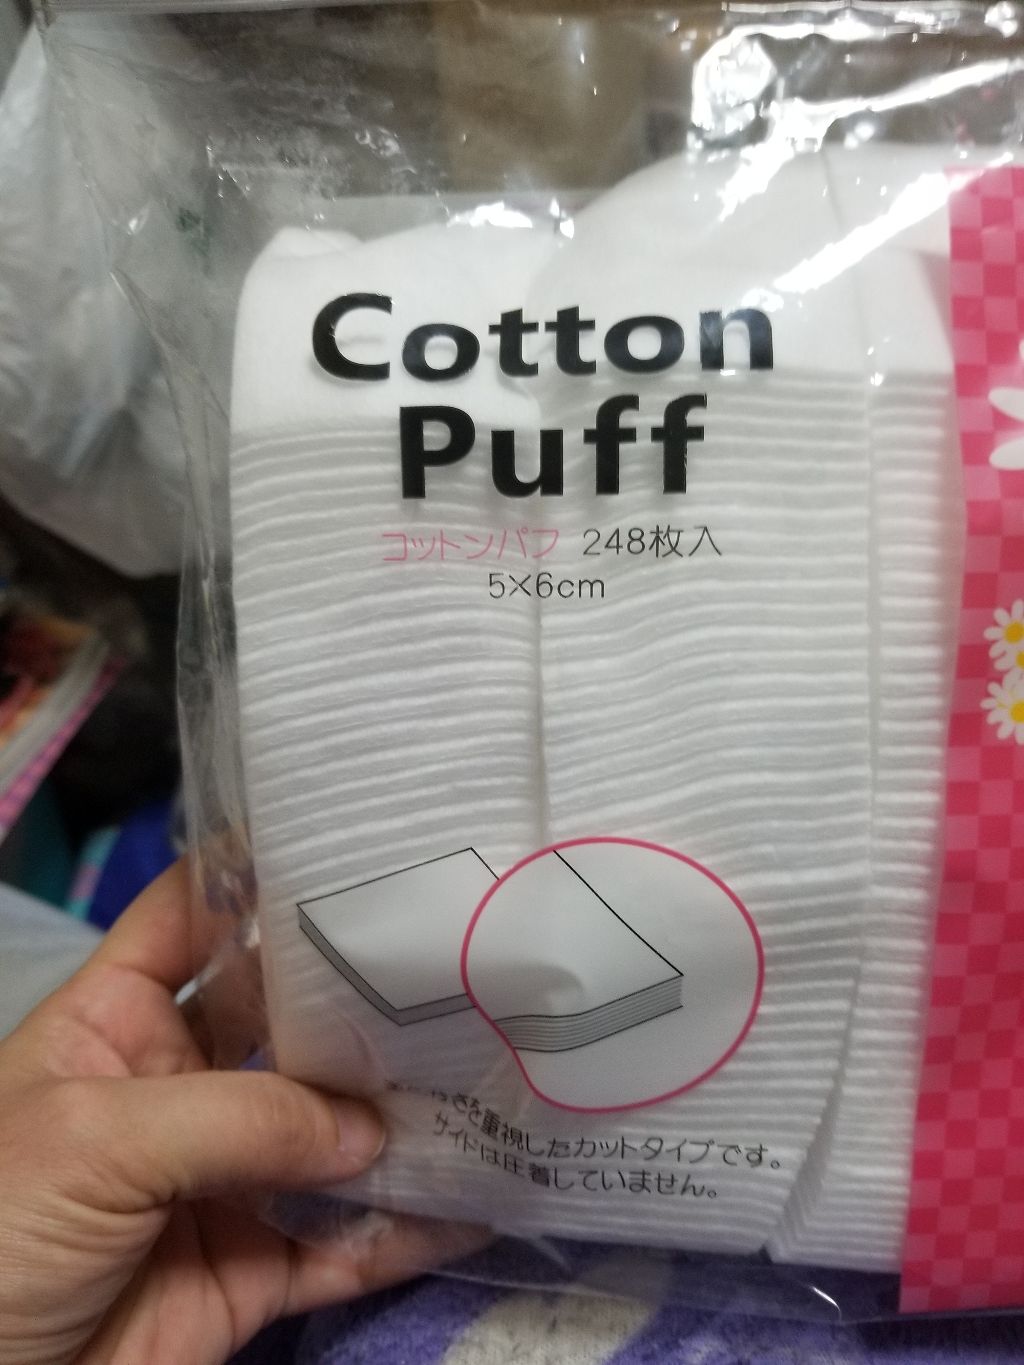 Cotton
Puff
コットンパフ 248枚入
5×6cm
を重視したカットタイプです。
サイドは圧着していません。